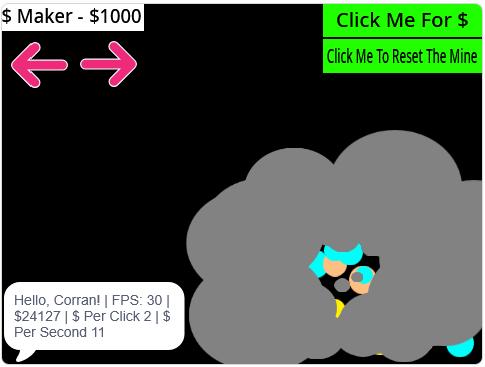 $ Maker - $1000
Click Me For $
Click Me To Reset The Mine
Hello, Corran! | FPS: 30 |
$24127 | $ Per Click 2 | $
Per Second 11